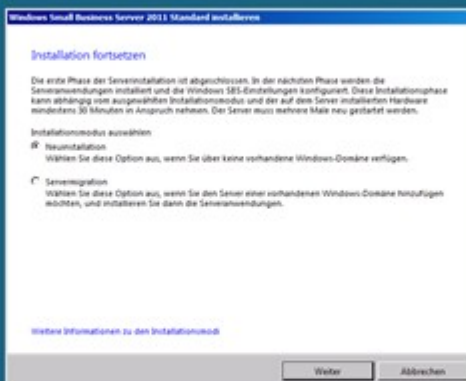 Windows Small Business Server 2011 Standard installieren
Installation fortsetzen
Die erste Phase der Serverinstallation ist abgeschlossen. In der nächsten Phase werden die
Serveranwendungen installiert und die Windows SBS-Einstellungen konfiguriert. Diese Installationsphase
kann abhängig vom ausgewählten Installationsmodus und der auf dem Server installierten Hardware
mindestens 30 Minuten in Anspruch nehmen. Der Server muss mehrere Male neu gestartet werden.
Installationsmodus auswählen
Neuinstallation
Wählen Sie diese Option aus, wenn Sie über keine vorhandene Windows-Domäne verfügen.
Servermigration
Wählen Sie diese Option aus, wenn Sie den Server einer vorhandenen Windows-Domäne hinzufügen
möchten, und installieren Sie dann die Serveranwendungen.
Weitere Informationen zu den Installationsmodi
Weiter
Abbrechen